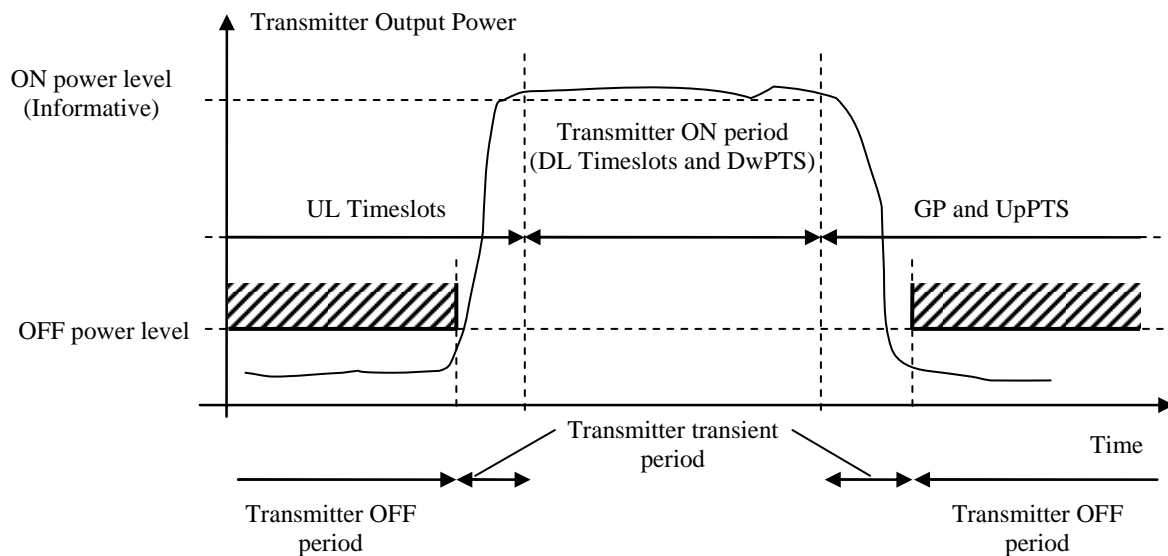 Transmitter Output Power
ON power level
(Informative)
Transmitter ON period
(DL Timeslots and DwPTS)
UL Timeslots
GP and UpPTS
OFF power level
Transmitter transient
period
Time
Transmitter OFF
period
Transmitter OFF
period